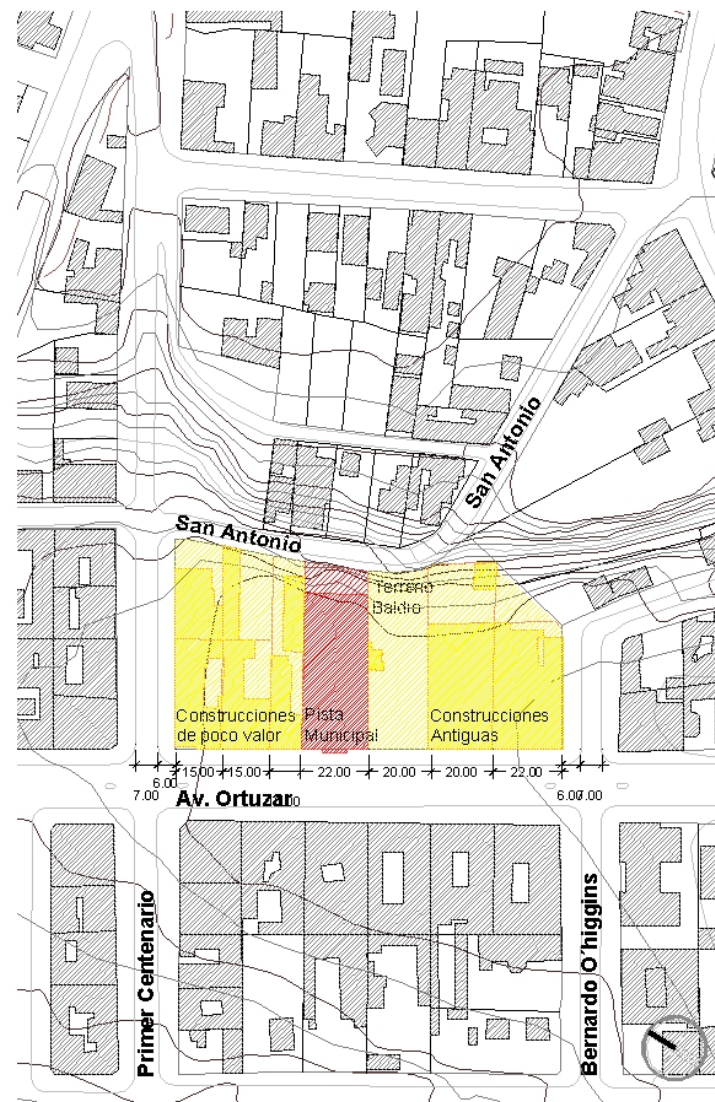 San Antonio
San Antonio
Terreno
Baldio
Construcciones
de poco valor
Pista
Municipal
Construcciones
Antiguas
15.00 15.00 22.00 20.00 20.00 22.00
6.00 6.00 7.00
7.00
Av. Ortuzar
Primer Centenario
Bernardo O´higgins